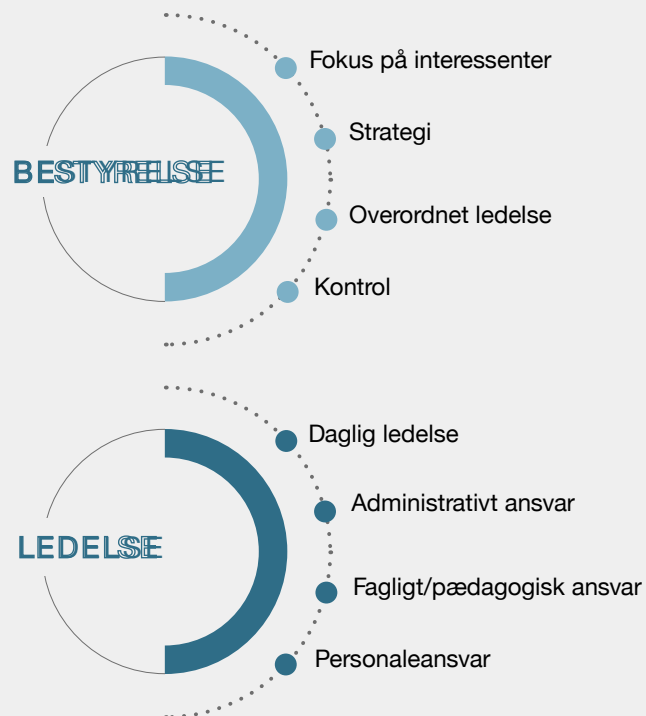 BESTYRELSE
Fokus på interessenter
Strategi
Overordnet ledelse
Kontrol
LEDELSE
Daglig ledelse
Administrativt ansvar
Fagligt/pædagogisk ansvar
Personaleansvar